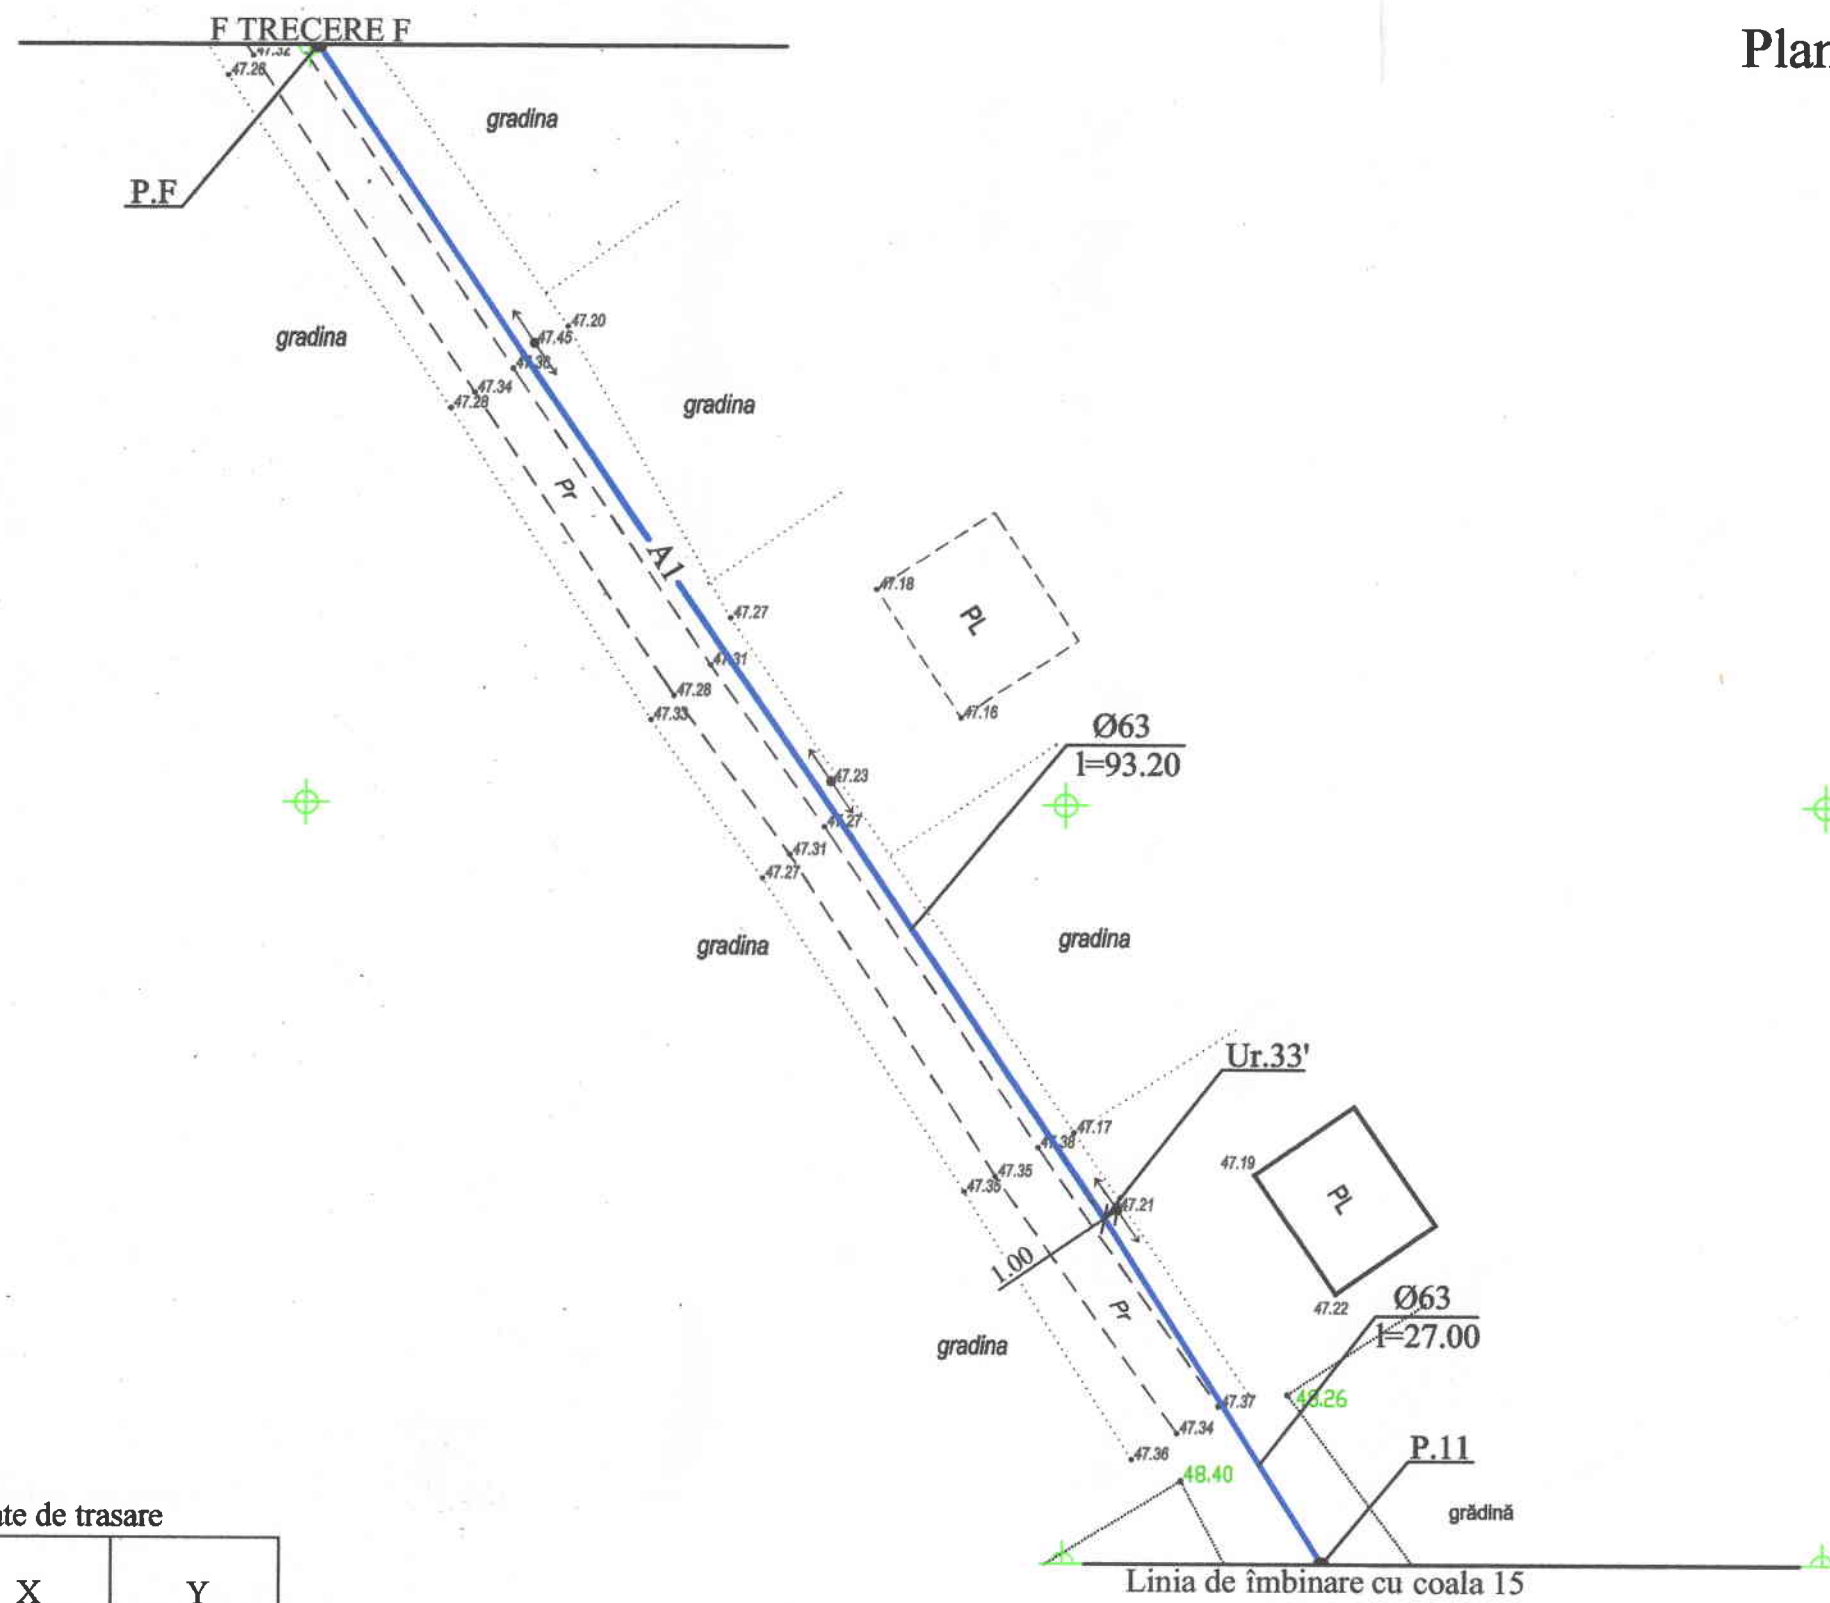 F TRECERE F
Plan
47.26
gradina
P.F
47.20
47.45
gradina
47.34
47.28
gradina
Pr
A1
47.18
PL
47.27
47.31
47.28
47.33
47.16
Ø63
l=93.20
47.23
47.27
47.31
47.27
gradina
gradina
Ur.33'
47.17
47.38
47.19
47.35
PL
47.21
1.00
Pr
47.22
Ø63
l=27.00
gradina
47.37
48.26
47.34
P.11
47.36
48.40
grădină
te de trasare
X
Y
Linia de îmbinare cu coala 15